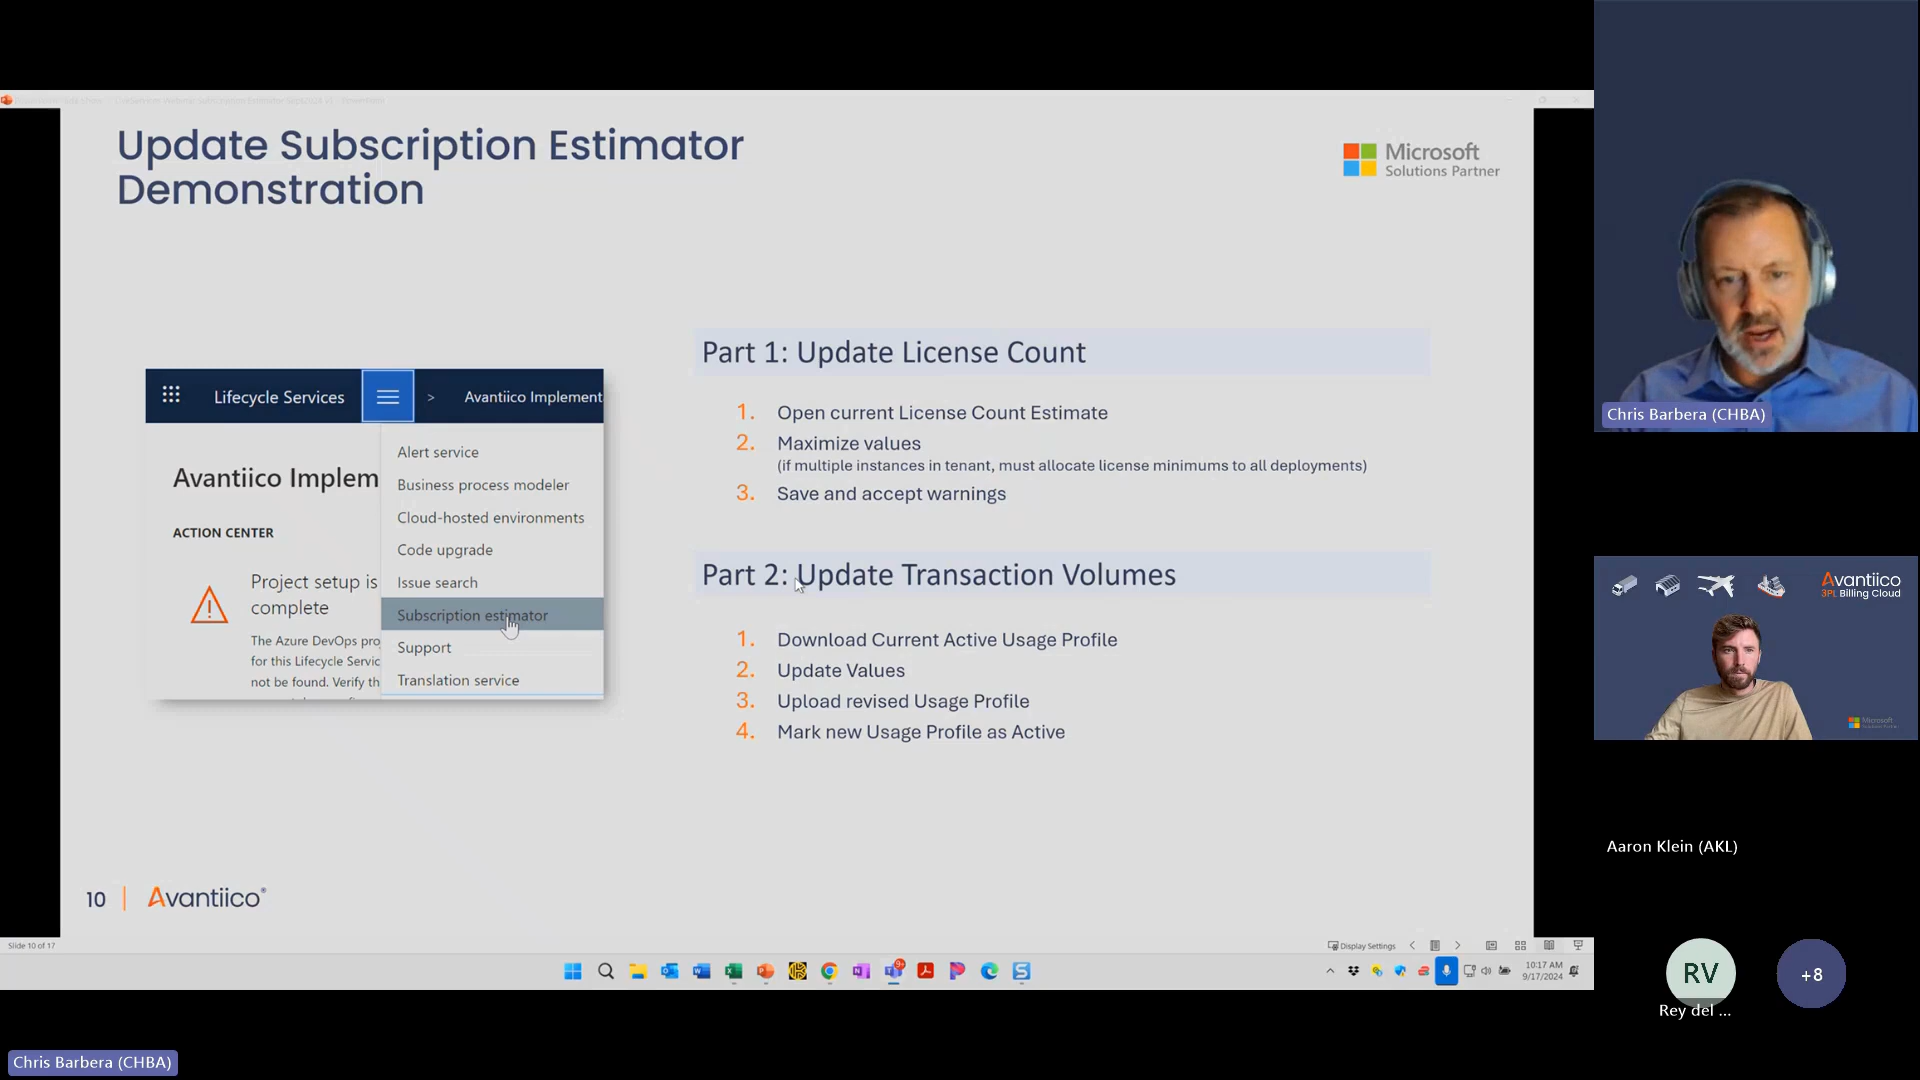 Update Subscription Estimator
Demonstration
Microsoft
Solutions Partner
Lifecycle Services
>
Avantiico Implement
Avantiico Implem
ACTION CENTER
Project setup is
complete
The Azure DevOps pro
for this Lifecycle Servic
not be found. Verify th
Alert service
Business process modeler
Cloud-hosted environments
Code upgrade
Issue search
Subscription estimator
Support
Translation service
Part 1: Update License Count
1. Open current License Count Estimate
2. Maximize values
(if multiple instances in tenant, must allocate license minimums to all deployments)
3. Save and accept warnings
Part 2: Update Transaction Volumes
1. Download Current Active Usage Profile
2. Update Values
3. Upload revised Usage Profile
4. Mark new Usage Profile as Active
10
Avantiico®
Slide 10 of 17
Display Settings
9+
10:17 AM
9/17/2024
Chris Barbera (CHBA)
Avantiico
3PL Billing Cloud
Microsoft
Aaron Klein (AKL)
RV
Rey del ...
+8
Chris Barbera (CHBA)